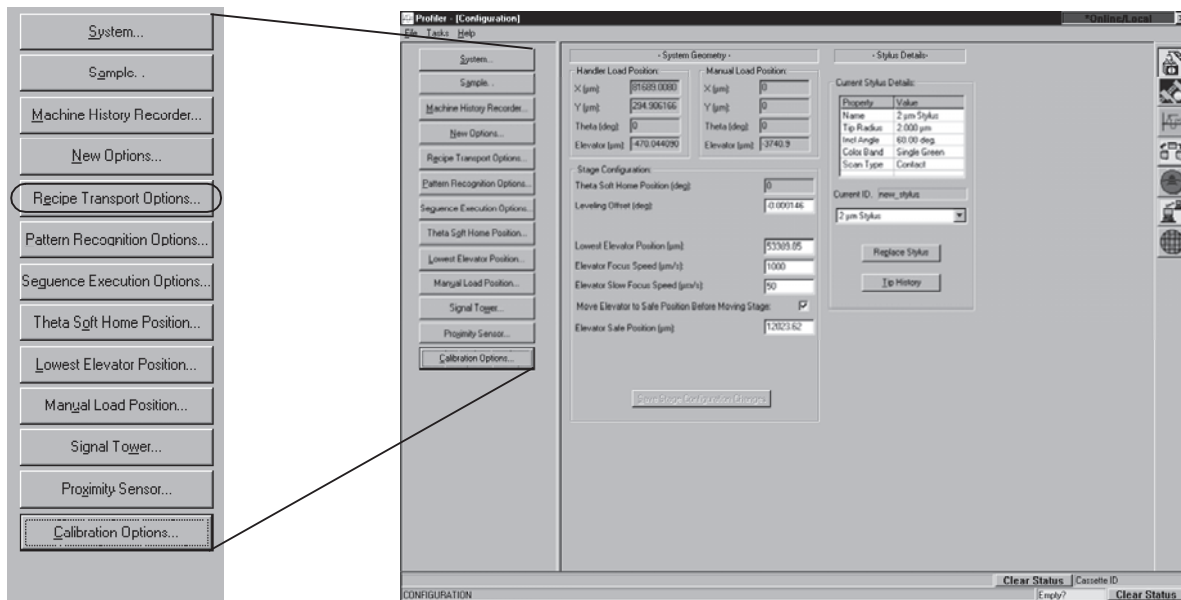 System...
Sample. .
Machine History Recorder...
New Options...
Recipe Transport Options...
Pattern Recognition Options...
Sequence Execution Options...
Theta Soft Home Position...
Lowest Elevator Position...
Manual Load Position...
Signal Tower...
Proximity Sensor...
Calibration Options...
Profiler - [Configuration]
*Online/Local
File Tasks Help
System...
Sample. .
Machine History Recorder...
New Options...
Recipe Transport Options...
Pattern Recognition Options...
Sequence Execution Options...
Theta Soft Home Position...
Lowest Elevator Position...
Manual Load Position...
Signal Tower...
Proximity Sensor...
Calibration Options...
- System Geometry -
Handler Load Position:
X (µm): 81689.0080
Y (µm): 294.906166
Theta (deg): 0
Elevator (µm): -470.044090
Manual Load Position:
X (µm): 0
Y (µm): 0
Theta (deg): 0
Elevator (µm): -3740.9
Stage Configuration:
Theta Soft Home Position (deg): 0
Leveling Offset (deg): -0.000146
Lowest Elevator Position (µm): 53989.85
Elevator Focus Speed (µm/s): 1000
Elevator Slow Focus Speed (µm/s): 50
Move Elevator to Safe Position Before Moving Stage:
Elevator Safe Position (µm): 12023.62
Save Stage Configuration Changes
- Stylus Details-
Current Stylus Details:
Property Value
Name 2 µm Stylus
Tip Radius 2.000 µm
Incl Angle 60.00 deg
Color Band Single Green
Scan Type Contact
Current ID. new_stylus
2 µm Stylus
Replace Stylus
Tip History
Clear Status Cassette ID
CONFIGURATION Empty? Clear Status